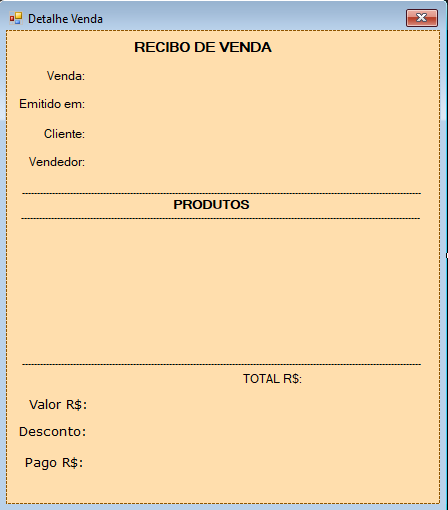 Detalhe Venda
RECIBO DE VENDA
Venda:
Emitido em:
Cliente:
Vendedor:
PRODUTOS
TOTAL R$:
Valor R$:
Desconto:
Pago R$: